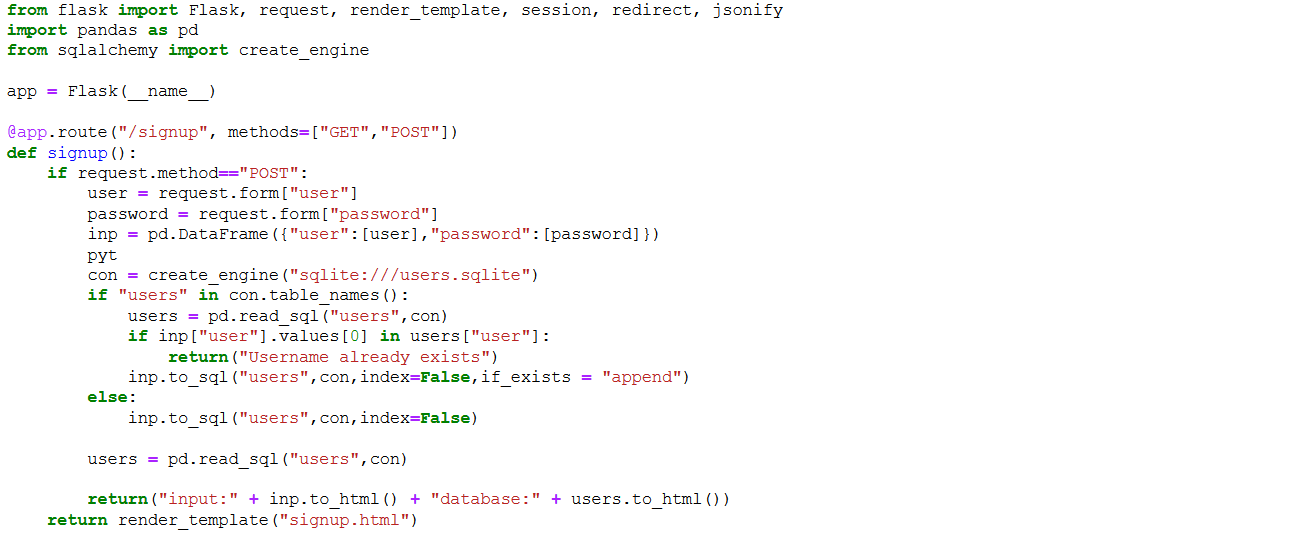 from flask import Flask, request, render_template, session, redirect, jsonify
import pandas as pd
from sqlalchemy import create_engine

app = Flask(__name__)

@app.route("/signup", methods=["GET","POST"])
def signup():
    if request.method=="POST":
        user = request.form["user"]
        password = request.form["password"]
        inp = pd.DataFrame({"user":[user],"password":[password]})
        pyt
        con = create_engine("sqlite:///users.sqlite")
        if "users" in con.table_names():
            users = pd.read_sql("users",con)
            if inp["user"].values[0] in users["user"]:
                return("Username already exists")
            inp.to_sql("users",con,index=False,if_exists = "append")
        else:
            inp.to_sql("users",con,index=False)

        users = pd.read_sql("users",con)

        return("input:" + inp.to_html() + "database:" + users.to_html())
    return render_template("signup.html")